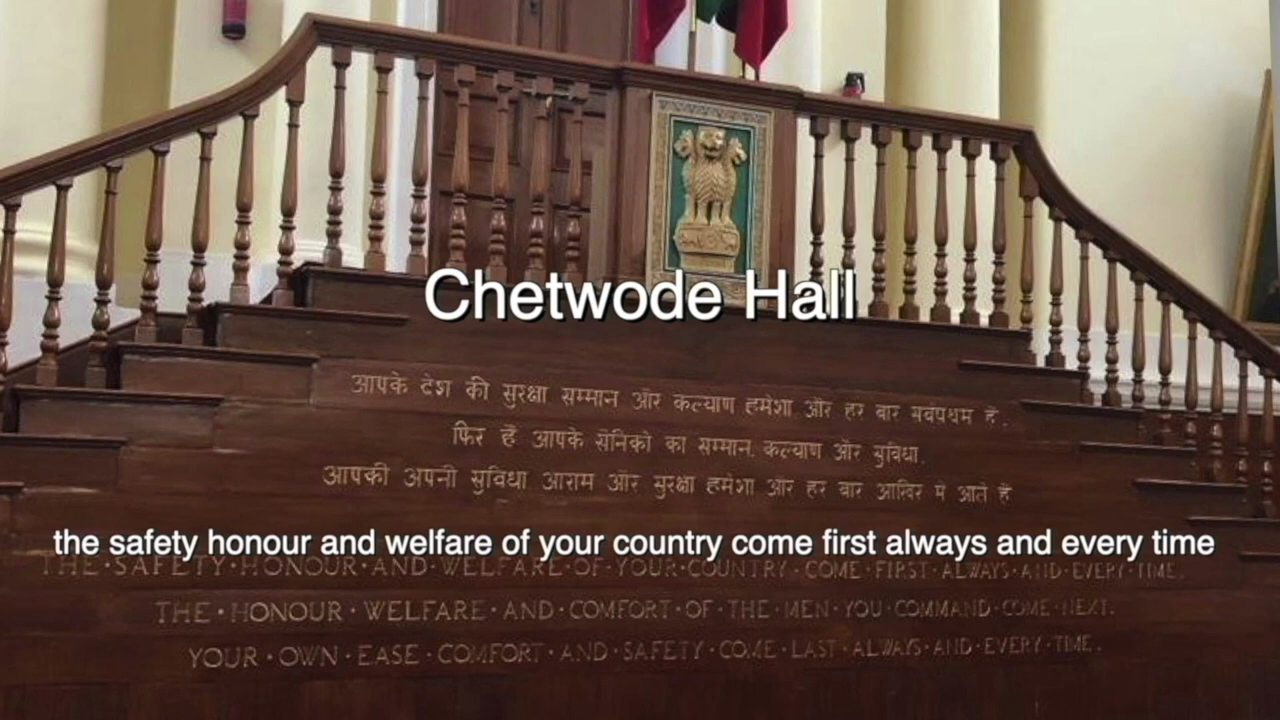 Chetwode Hall
आपके देश की सुरक्षा सम्मान और कल्याण हमेशा और हर बार सर्वप्रथम हैं.
फिर हैं आपके सैनिकों का सम्मान, कल्याण और सुविधा.
आपकी अपनी सुविधा आराम और सुरक्षा हमेशा और हर बार आखिर में आते हैं
the safety honour and welfare of your country come first always and every time
THE·SAFETY·HONOUR·AND·WELFARE·OF·YOUR·COUNTRY·COME·FIRST·ALWAYS·AND·EVERY·TIME.
THE·HONOUR·WELFARE·AND·COMFORT·OF·THE·MEN·YOU·COMMAND·COME·NEXT.
YOUR·OWN·EASE·COMFORT·AND·SAFETY·COME·LAST·ALWAYS·AND·EVERY·TIME.